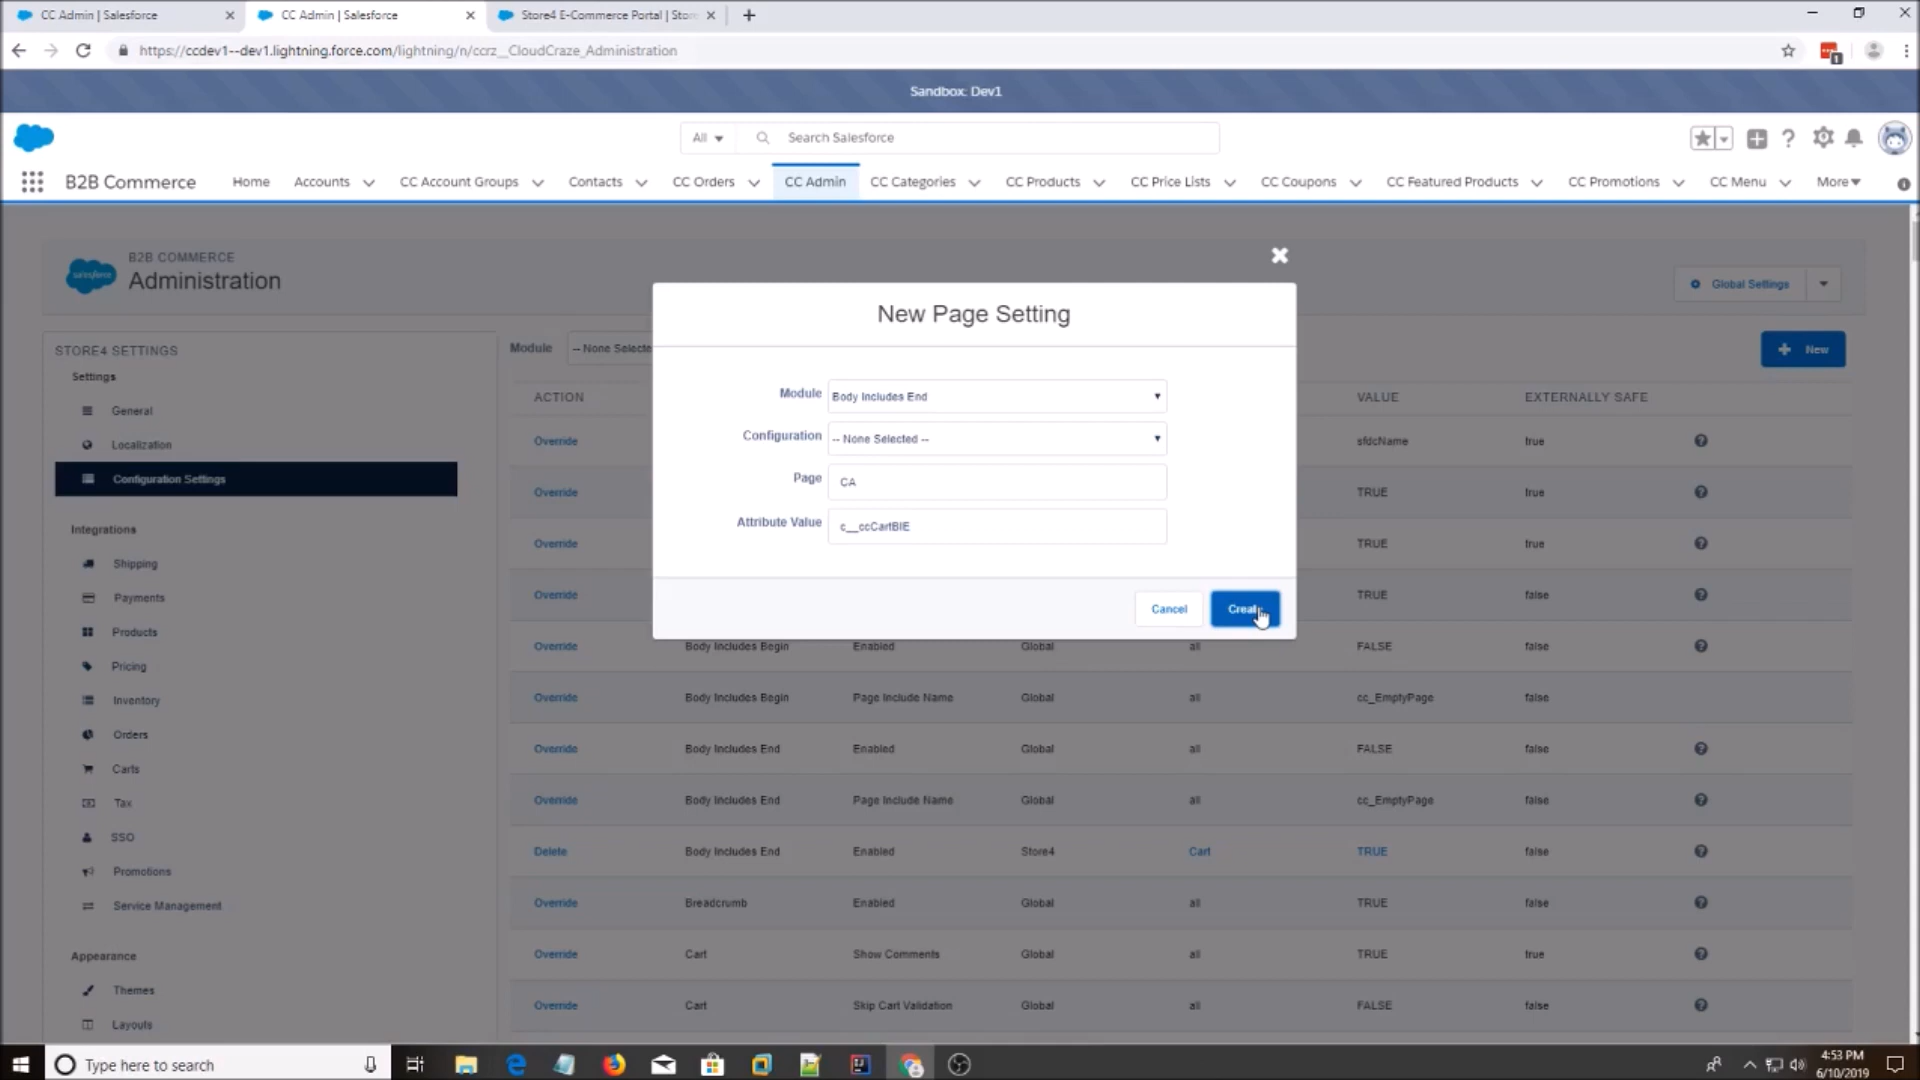 CC Admin | Salesforce
CC Admin | Salesforce
Store4 E-Commerce Portal | Stor
https://ccdev1--dev1.lightning.force.com/lightning/n/ccrz__CloudCraze_Administration
Sandbox: Dev1
All
Search Salesforce
B2B Commerce
Home
Accounts
CC Account Groups
Contacts
CC Orders
CC Admin
CC Categories
CC Products
CC Price Lists
CC Coupons
CC Featured Products
CC Promotions
CC Menu
More
salesforce
B2B COMMERCE
Administration
Global Settings
STORE4 SETTINGS
Settings
General
Localization
Configuration Settings
Integrations
Shipping
Payments
Products
Pricing
Inventory
Orders
Carts
Tax
SSO
Promotions
Service Management
Appearance
Themes
Layouts
Module
-- None Selecte
New
New Page Setting
Module
Body Includes End
Configuration
-- None Selected --
Page
CA
Attribute Value
c__ccCartBIE
Cancel
Creat
ACTION VALUE EXTERNALLY SAFE
Override sfdcName true
Override TRUE true
Override TRUE true
Override TRUE false
Override Body Includes Begin Enabled Global all FALSE false
Override Body Includes Begin Page Include Name Global all cc_EmptyPage false
Override Body Includes End Enabled Global all FALSE false
Override Body Includes End Page Include Name Global all cc_EmptyPage false
Delete Body Includes End Enabled Store4 Cart TRUE false
Override Breadcrumb Enabled Global all TRUE false
Override Cart Show Comments Global all TRUE true
Override Cart Skip Cart Validation Global all FALSE false
Type here to search
4:53 PM
6/10/2019